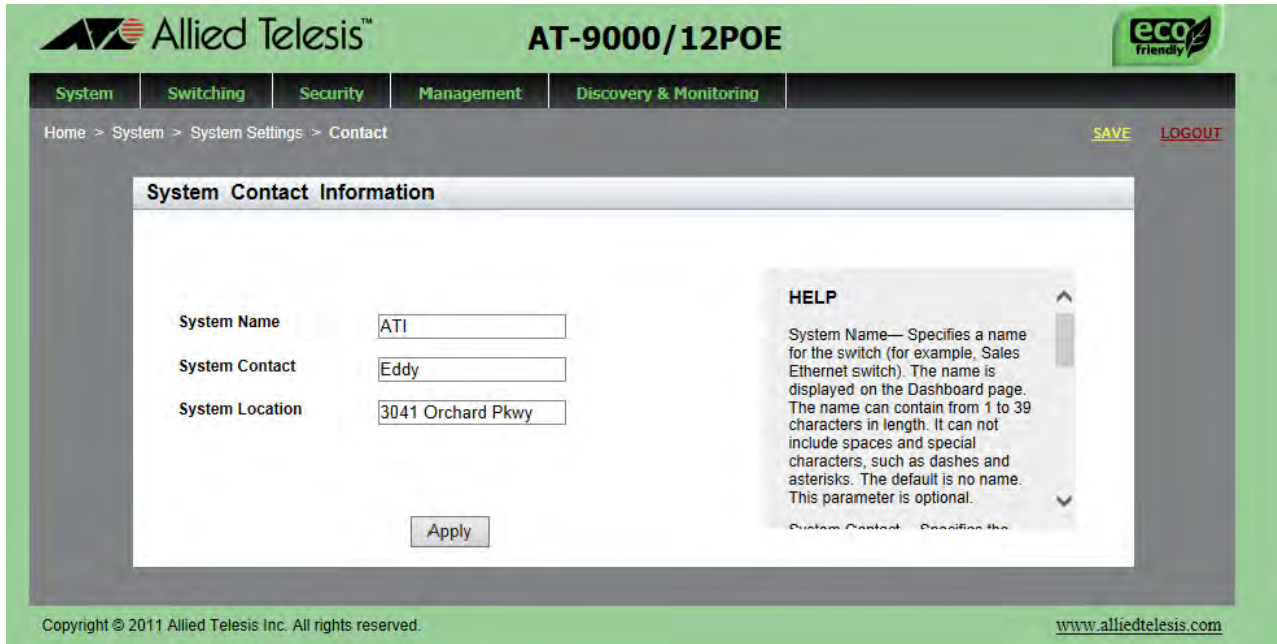 Allied Telesis™
AT-9000/12POE
eco
friendly
System Switching Security Management Discovery & Monitoring
Home > System > System Settings > Contact
SAVE LOGOUT
System Contact Information
System Name ATI
System Contact Eddy
System Location 3041 Orchard Pkwy
Apply
HELP
System Name— Specifies a name
for the switch (for example, Sales
Ethernet switch). The name is
displayed on the Dashboard page.
The name can contain from 1 to 39
characters in length. It can not
include spaces and special
characters, such as dashes and
asterisks. The default is no name.
This parameter is optional.
System Contact— Specifies the
Copyright © 2011 Allied Telesis Inc. All rights reserved.
www.alliedtelesis.com